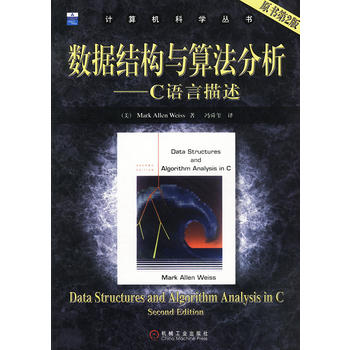 计算机科学丛书
原书第2版
数据结构与算法分析
——C语言描述
(美) Mark Allen Weiss 著 冯舜玺 译
Data Structures
and
Algorithm Analysis in C
SECOND EDITION
Mark Allen Weiss
Data Structures and Algorithm Analysis in C
Second Edition
机械工业出版社
China Machine Press